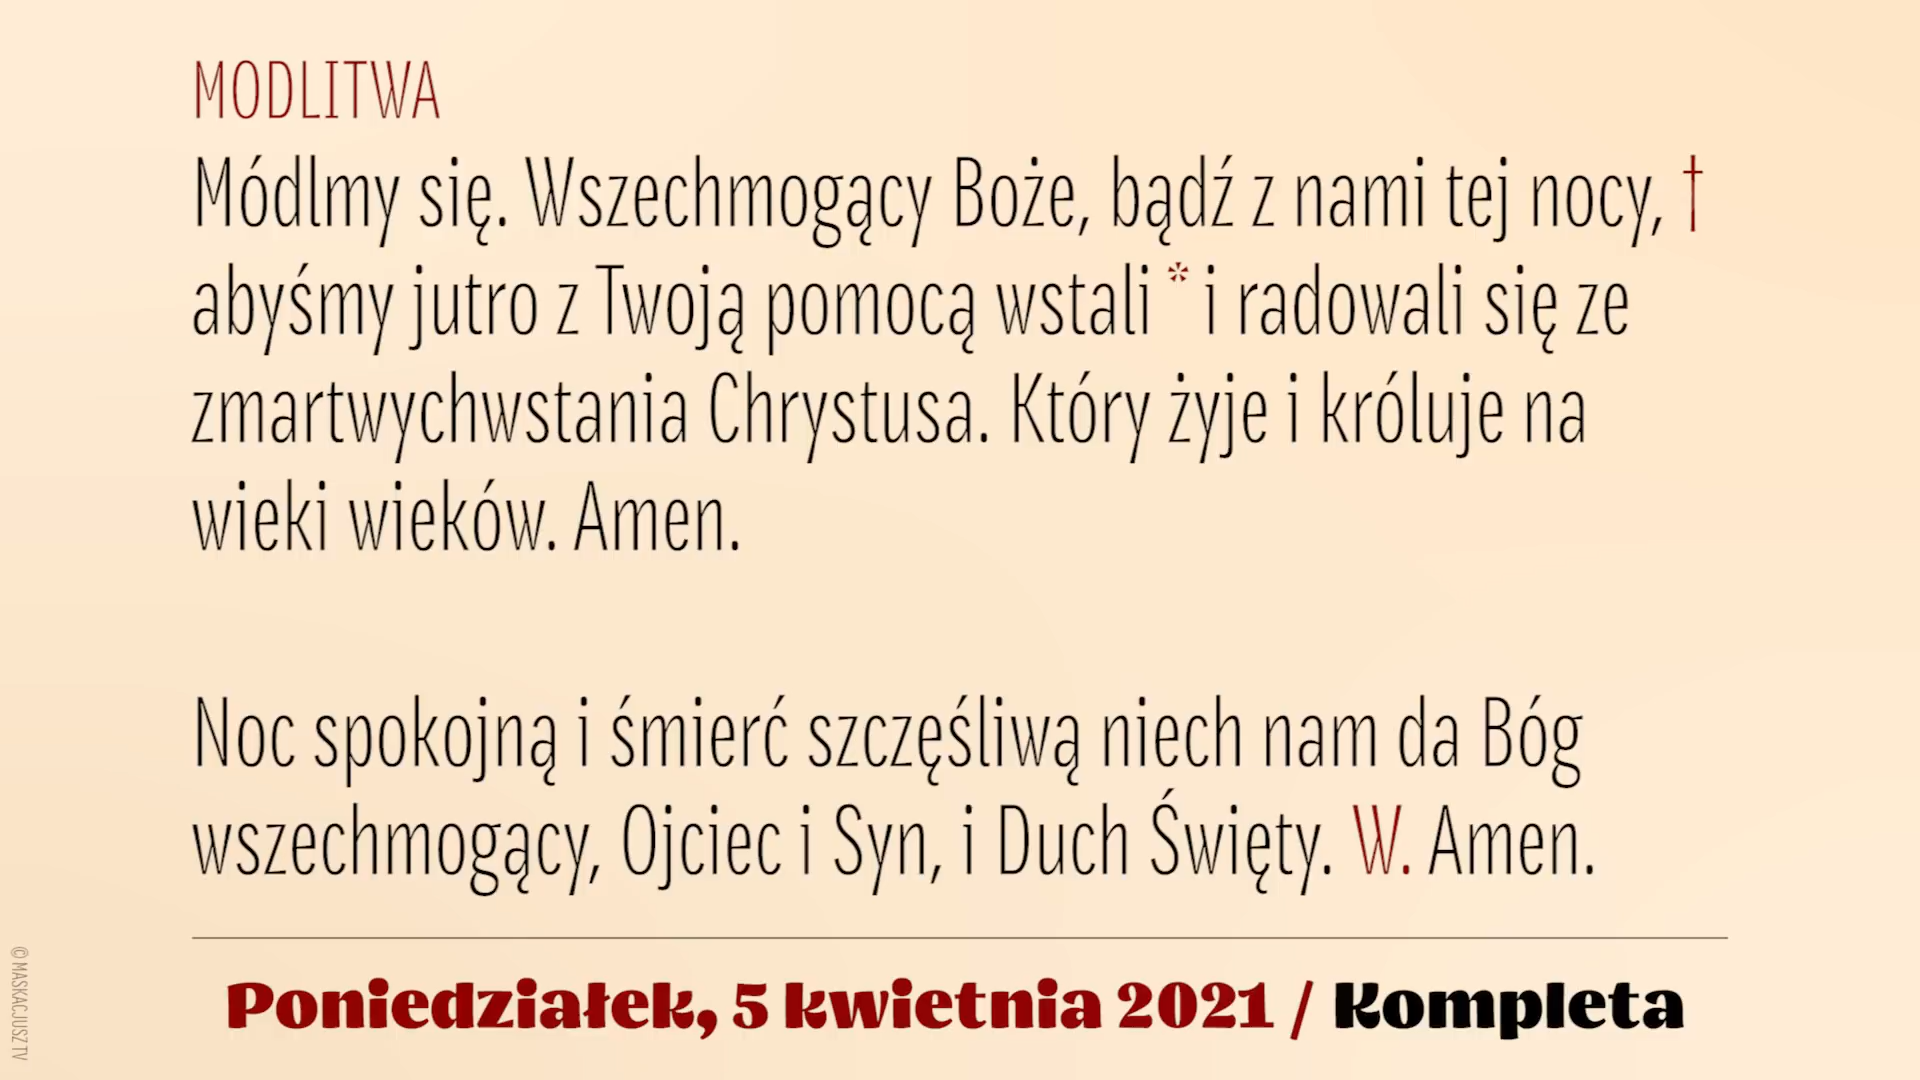 MODLITWA
Módlmy się. Wszechmogący Boże, bądź z nami tej nocy, †
abyśmy jutro z Twoją pomocą wstali * i radowali się ze
zmartwychwstania Chrystusa. Który żyje i króluje na
wieki wieków. Amen.
Noc spokojną i śmierć szczęśliwą niech nam da Bóg
wszechmogący, Ojciec i Syn, i Duch Święty. W. Amen.
Poniedziałek, 5 kwietnia 2021 / Kompleta
© MASKACJUSZ TV